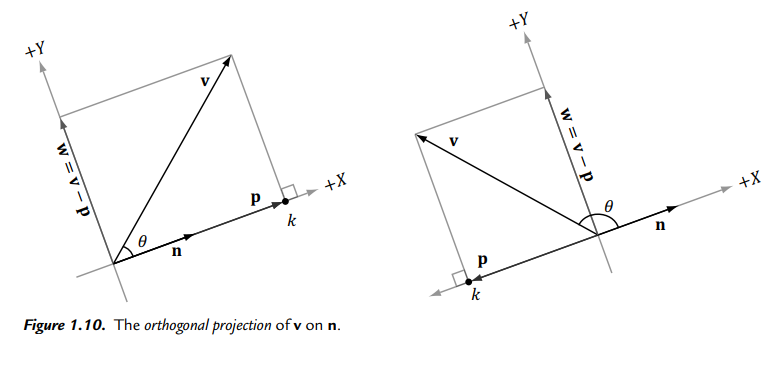 +Y
v
w = v − p
θ
n
p
k
+X
+Y
v
w = v − p
θ
n
+X
p
k
Figure 1.10. The orthogonal projection of v on n.